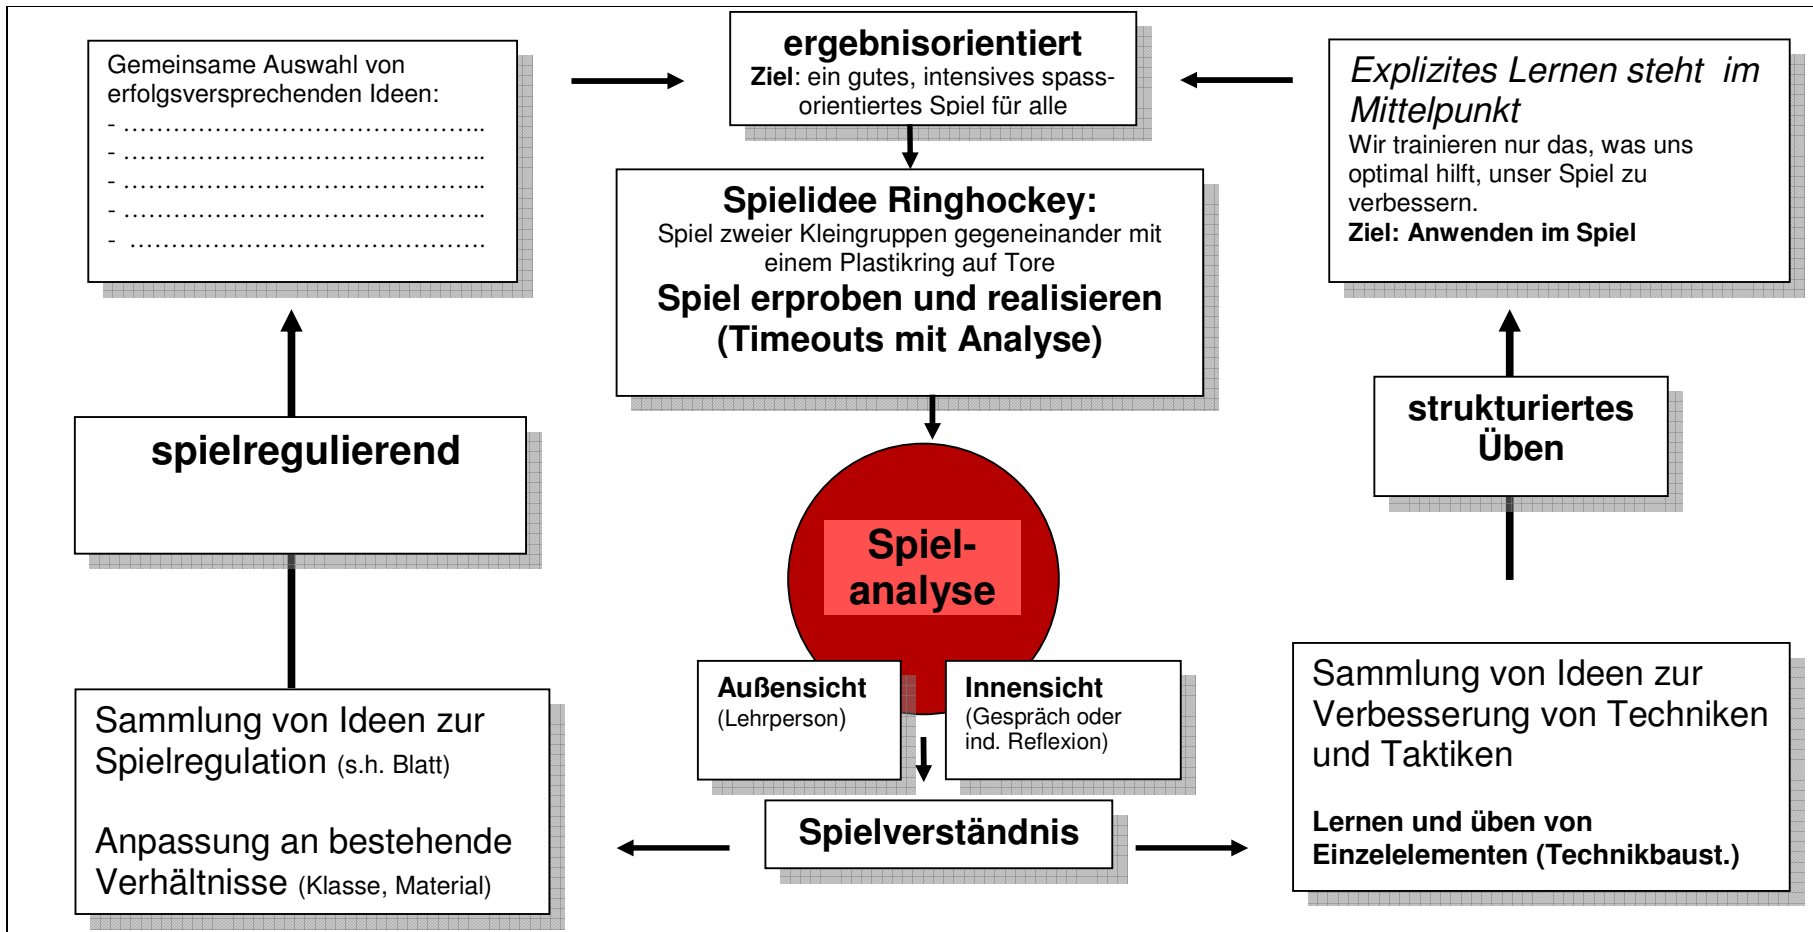 Gemeinsame Auswahl von
erfolgsversprechenden Ideen:
- ………………………………………..
- ………………………………………..
- ………………………………………..
- ………………………………………..
- …………………………………….
ergebnisorientiert
Ziel: ein gutes, intensives spass-
orientiertes Spiel für alle
Explizites Lernen steht im
Mittelpunkt
Wir trainieren nur das, was uns
optimal hilft, unser Spiel zu
verbessern.
Ziel: Anwenden im Spiel
Spielidee Ringhockey:
Spiel zweier Kleingruppen gegeneinander mit
einem Plastikring auf Tore
Spiel erproben und realisieren
(Timeouts mit Analyse)
spielregulierend
strukturiertes
Üben
Spiel-
analyse
Außensicht
(Lehrperson)
Innensicht
(Gespräch oder
ind. Reflexion)
Sammlung von Ideen zur
Spielregulation (s.h. Blatt)
Anpassung an bestehende
Verhältnisse (Klasse, Material)
Spielverständnis
Sammlung von Ideen zur
Verbesserung von Techniken
und Taktiken
Lernen und üben von
Einzelelementen (Technikbaust.)